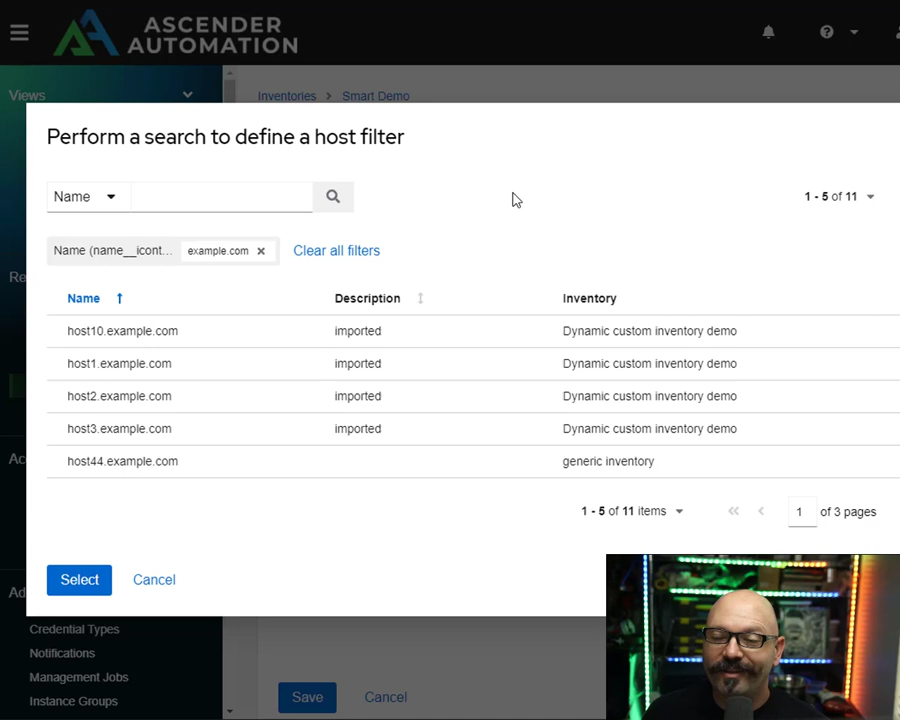 ASCENDER
AUTOMATION
Views
Inventories > Smart Demo
Perform a search to define a host filter
Name
1 - 5 of 11
Name (name__icont... example.com
Clear all filters
Re
Name Description Inventory
host10.example.com imported Dynamic custom inventory demo
host1.example.com imported Dynamic custom inventory demo
host2.example.com imported Dynamic custom inventory demo
host3.example.com imported Dynamic custom inventory demo
Ac
host44.example.com generic inventory
1 - 5 of 11 items
1 of 3 pages
Select Cancel
Ad
Credential Types
Notifications
Management Jobs
Instance Groups
Save Cancel